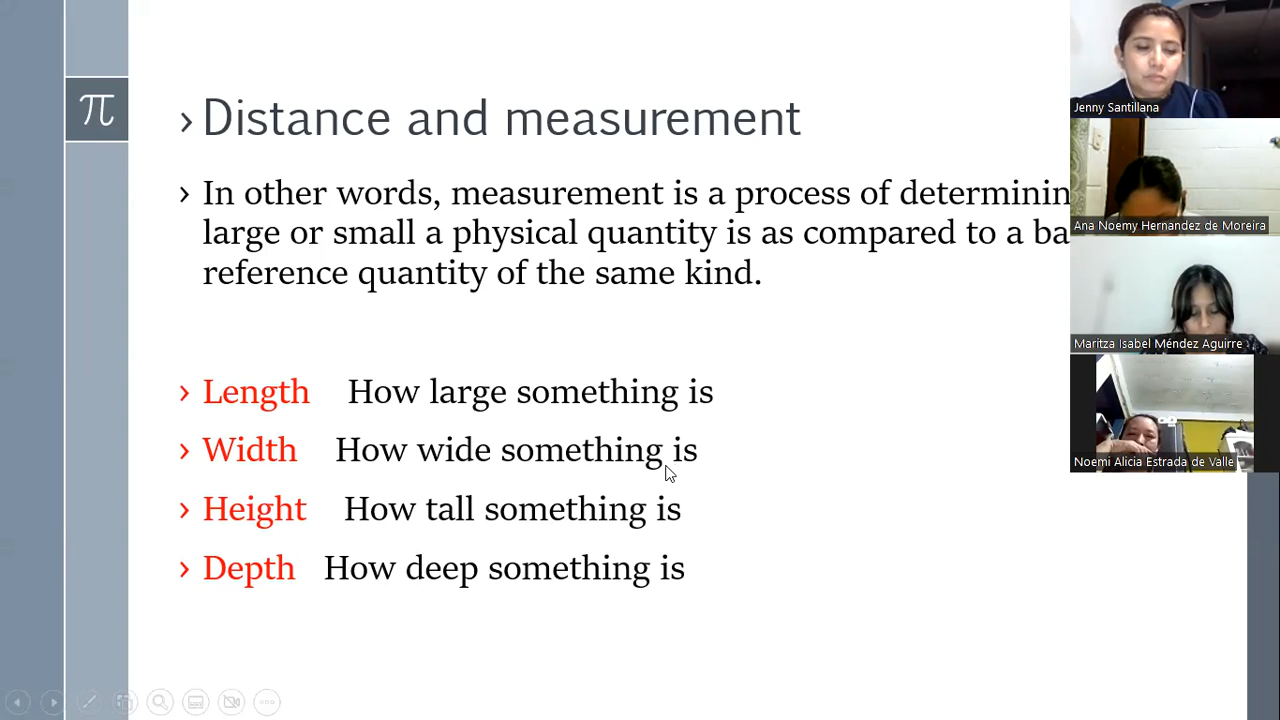 π
› Distance and measurement
› In other words, measurement is a process of determinin
large or small a physical quantity is as compared to a ba
reference quantity of the same kind.
› Length How large something is
› Width How wide something is
› Height How tall something is
› Depth How deep something is
Jenny Santillana
Ana Noemy Hernandez de Moreira
Maritza Isabel Méndez Aguirre
Noemi Alicia Estrada de Valle